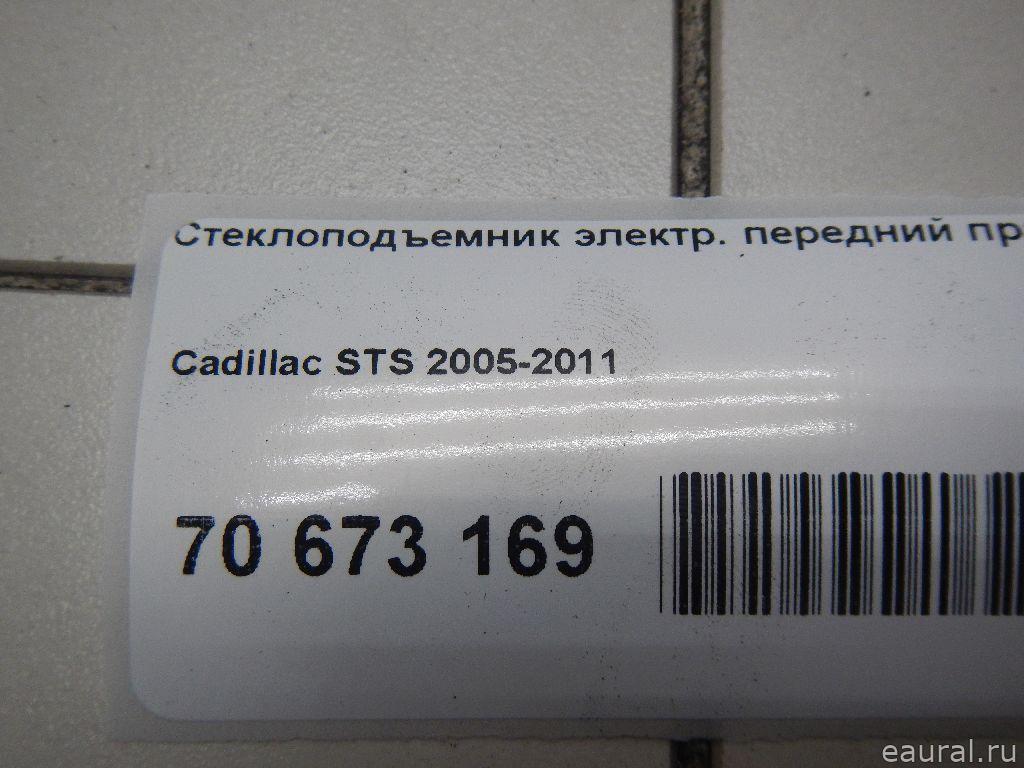 Стеклоподъемник электр. передний пр
Cadillac STS 2005-2011
70 673 169
eaural.ru